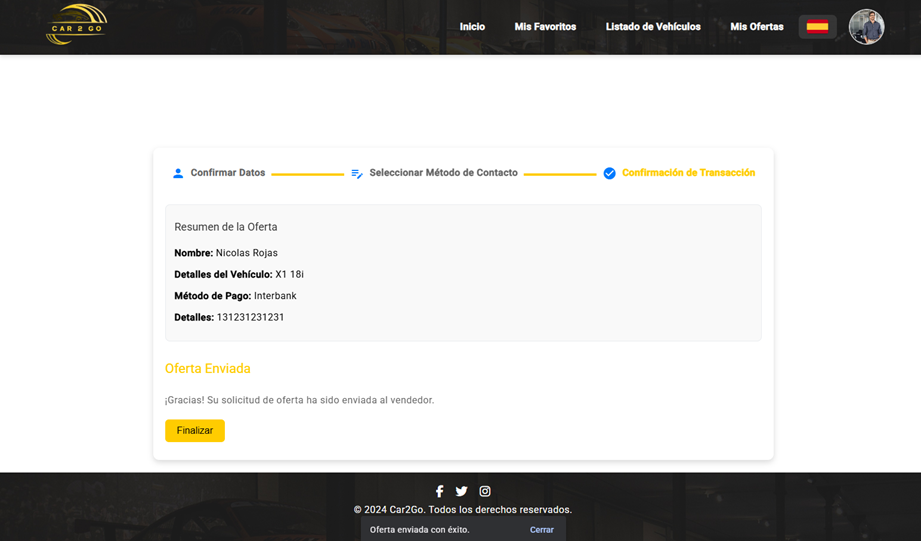 CAR 2 GO
Inicio Mis Favoritos Listado de Vehículos Mis Ofertas
Confirmar Datos Seleccionar Método de Contacto Confirmación de Transacción
Resumen de la Oferta
Nombre: Nicolas Rojas
Detalles del Vehículo: X1 18i
Método de Pago: Interbank
Detalles: 131231231231
Oferta Enviada
¡Gracias! Su solicitud de oferta ha sido enviada al vendedor.
Finalizar
© 2024 Car2Go. Todos los derechos reservados.
Oferta enviada con éxito. Cerrar